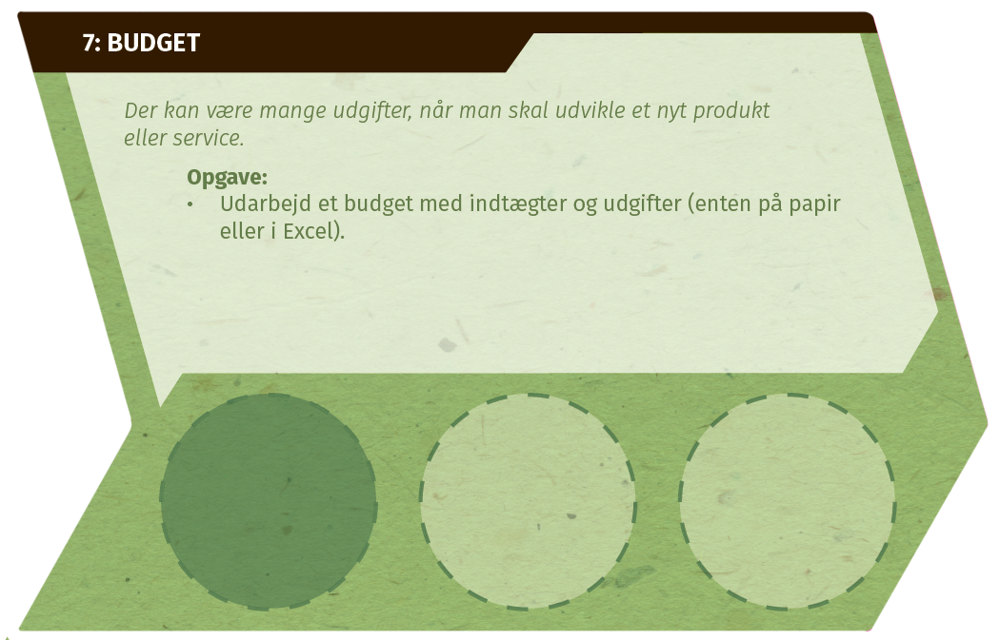 7: BUDGET
Der kan være mange udgifter, når man skal udvikle et nyt produkt
eller service.
Opgave:
• Udarbejd et budget med indtægter og udgifter (enten på papir
eller i Excel).